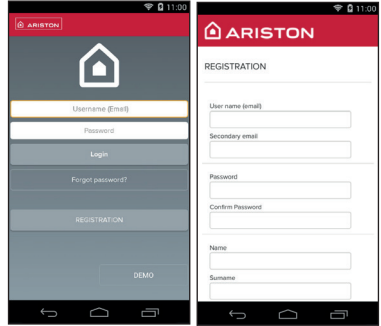 11:00
ARISTON
Username (Email)
Password
Login
Forgot password?
REGISTRATION
DEMO
11:00
ARISTON
REGISTRATION
User name (email)
Secondary email
Password
Confirm Password
Name
Surname